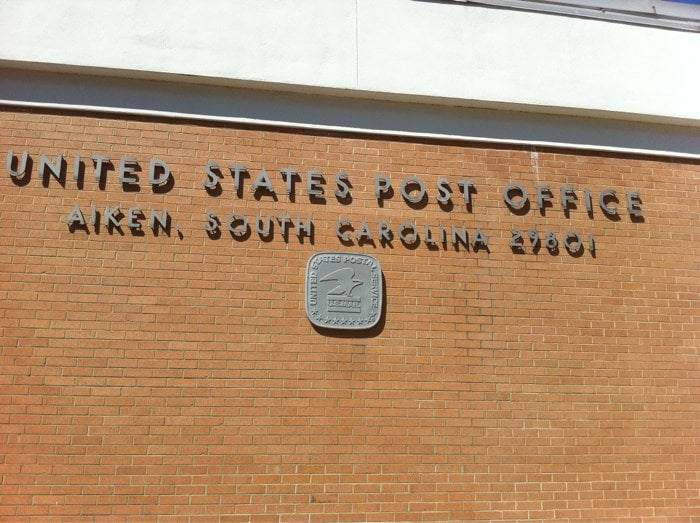 UNITED STATES POST OFFICE
AIKEN, SOUTH CAROLINA 29801
UNITED STATES POSTAL SERVICE
U.S.MAIL